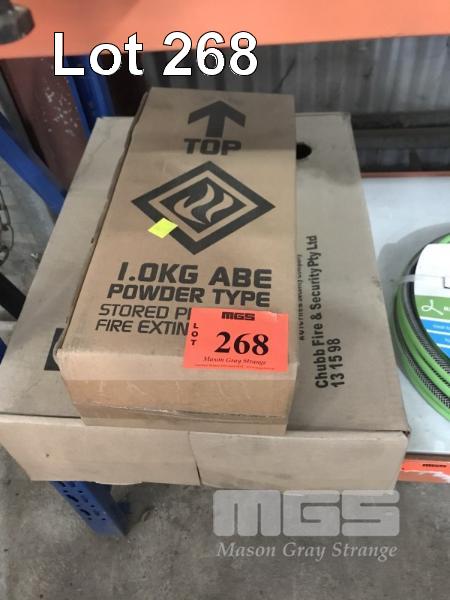 Lot 268
TOP
1.0KG ABE
POWDER TYPE
STORED
FIRE EXTIN
MGS
LOT
268
Mason Gray Strange
Chubb Fire & Security Pty Ltd
13 15 98
MGS
Mason Gray Strange